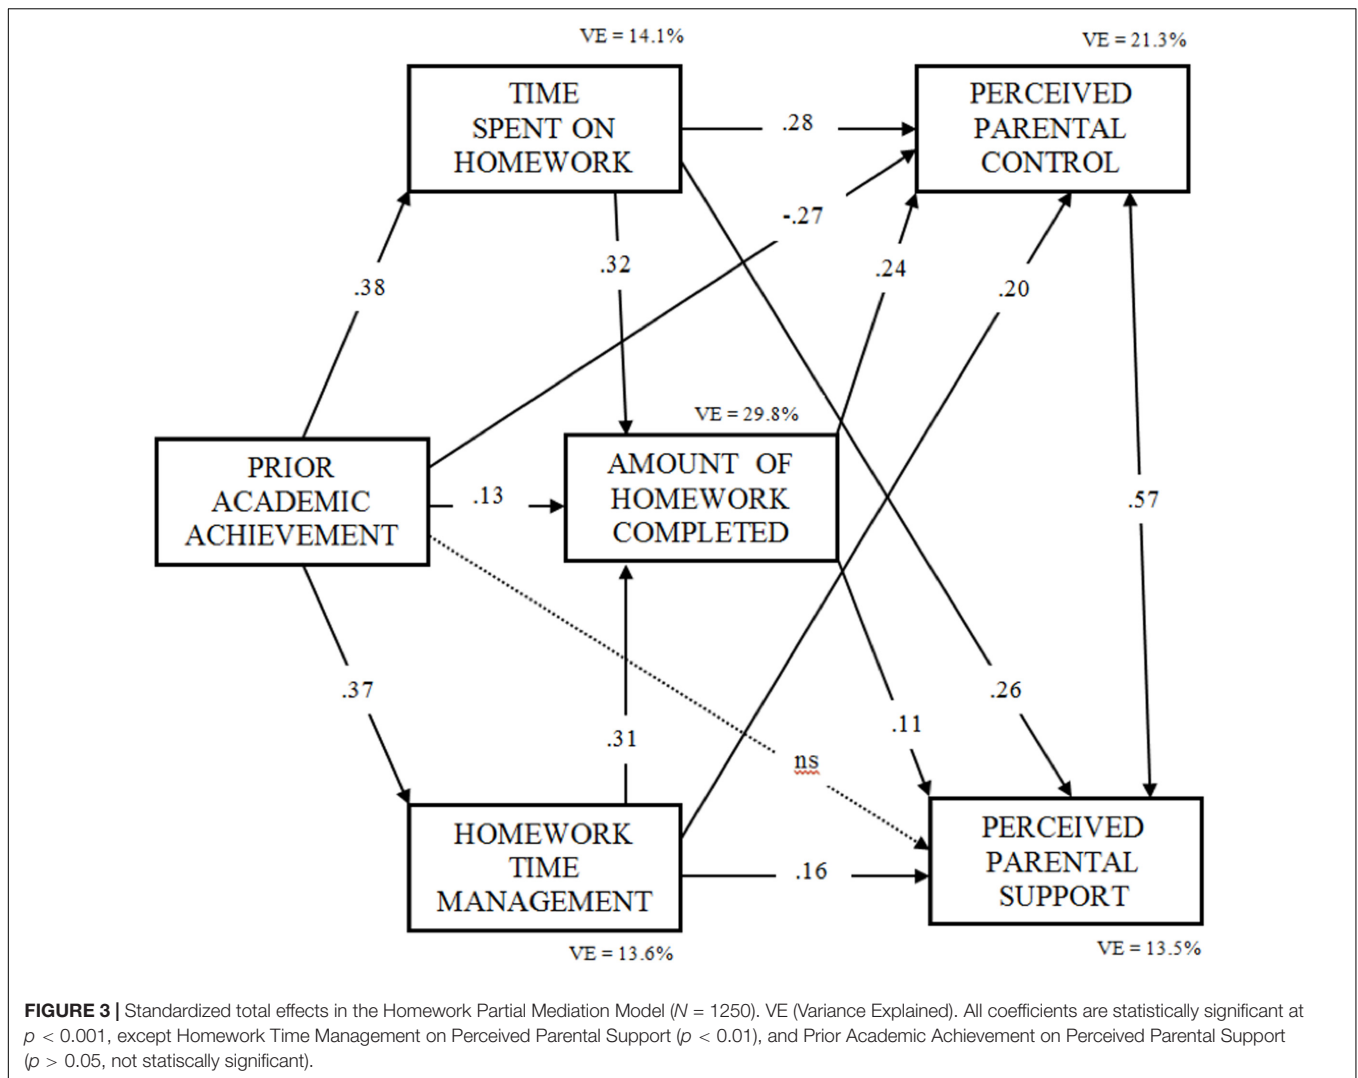 VE = 14.1%
VE = 21.3%
TIME
SPENT ON
HOMEWORK
PERCEIVED
PARENTAL
CONTROL
.28
-.27
.38
.32
.24
.20
VE = 29.8%
PRIOR
ACADEMIC
ACHIEVEMENT
.13
AMOUNT OF
HOMEWORK
COMPLETED
.57
.37
.31
.26
.11
ns
HOMEWORK
TIME
MANAGEMENT
.16
PERCEIVED
PARENTAL
SUPPORT
VE = 13.6%
VE = 13.5%
FIGURE 3 | Standardized total effects in the Homework Partial Mediation Model (N = 1250). VE (Variance Explained). All coefficients are statistically significant at
p < 0.001, except Homework Time Management on Perceived Parental Support (p < 0.01), and Prior Academic Achievement on Perceived Parental Support
(p > 0.05, not statiscally significant).